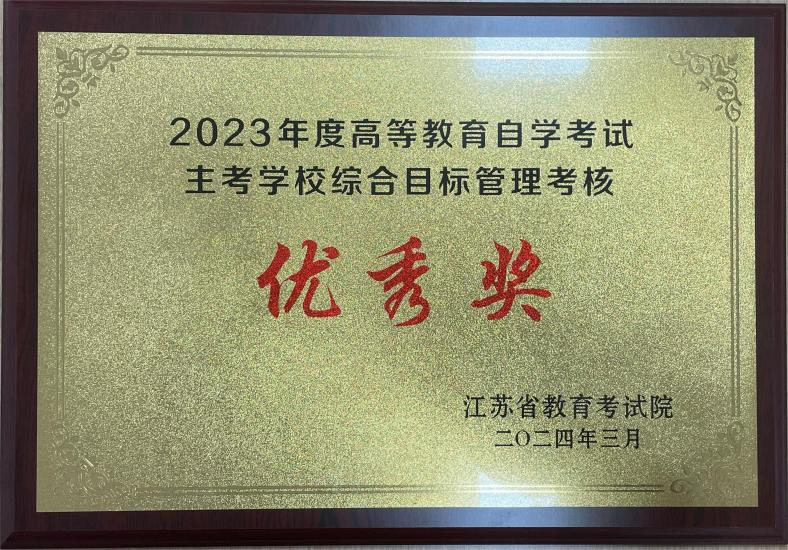 2023年度高等教育自学考试
主考学校综合目标管理考核
优秀奖
江苏省教育考试院
二〇二四年三月